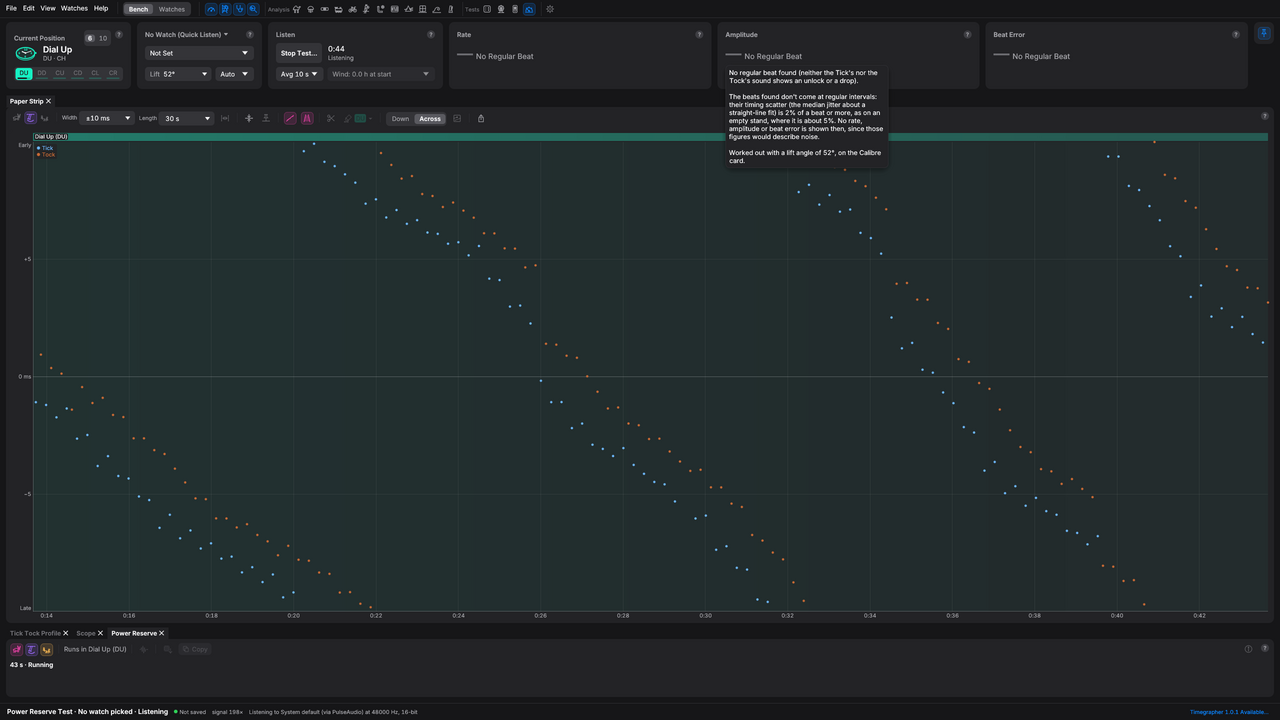 File Edit View Watches Help
Bench Watches
Analysis
Tests
Current Position 6 10
Dial Up
DU · CH
DU DD CU CD CL CR
No Watch (Quick Listen)
Not Set
Lift 52° Auto
Listen
Stop Test... 0:44
Listening
Avg 10 s Wind: 0.0 h at start
Rate
No Regular Beat
Amplitude
No Regular Beat
Beat Error
No Regular Beat
No regular beat found (neither the Tick's nor the
Tock's sound shows an unlock or a drop).
The beats found don't come at regular intervals:
their timing scatter (the median jitter about a
straight-line fit) is 2% of a beat or more, as on an
empty stand, where it is about 5%. No rate,
amplitude or beat error is shown then, since those
figures would describe noise.
Worked out with a lift angle of 52°, on the Calibre
card.
Paper Strip
Width ±10 ms Length 30 s Down Across
Dial Up (DU)
Early
Tick
Tock
+5
0 ms
−5
Late
0:14 0:16 0:18 0:20 0:22 0:24 0:26 0:28 0:30 0:32 0:34 0:36 0:38 0:40 0:42
Tick Tock Profile Scope Power Reserve
Runs in Dial Up (DU) Copy
43 s · Running
Power Reserve Test · No watch picked · Listening Not saved signal 198× Listening to System default (via PulseAudio) at 48000 Hz, 16-bit Timegrapher 1.0.1 Available...